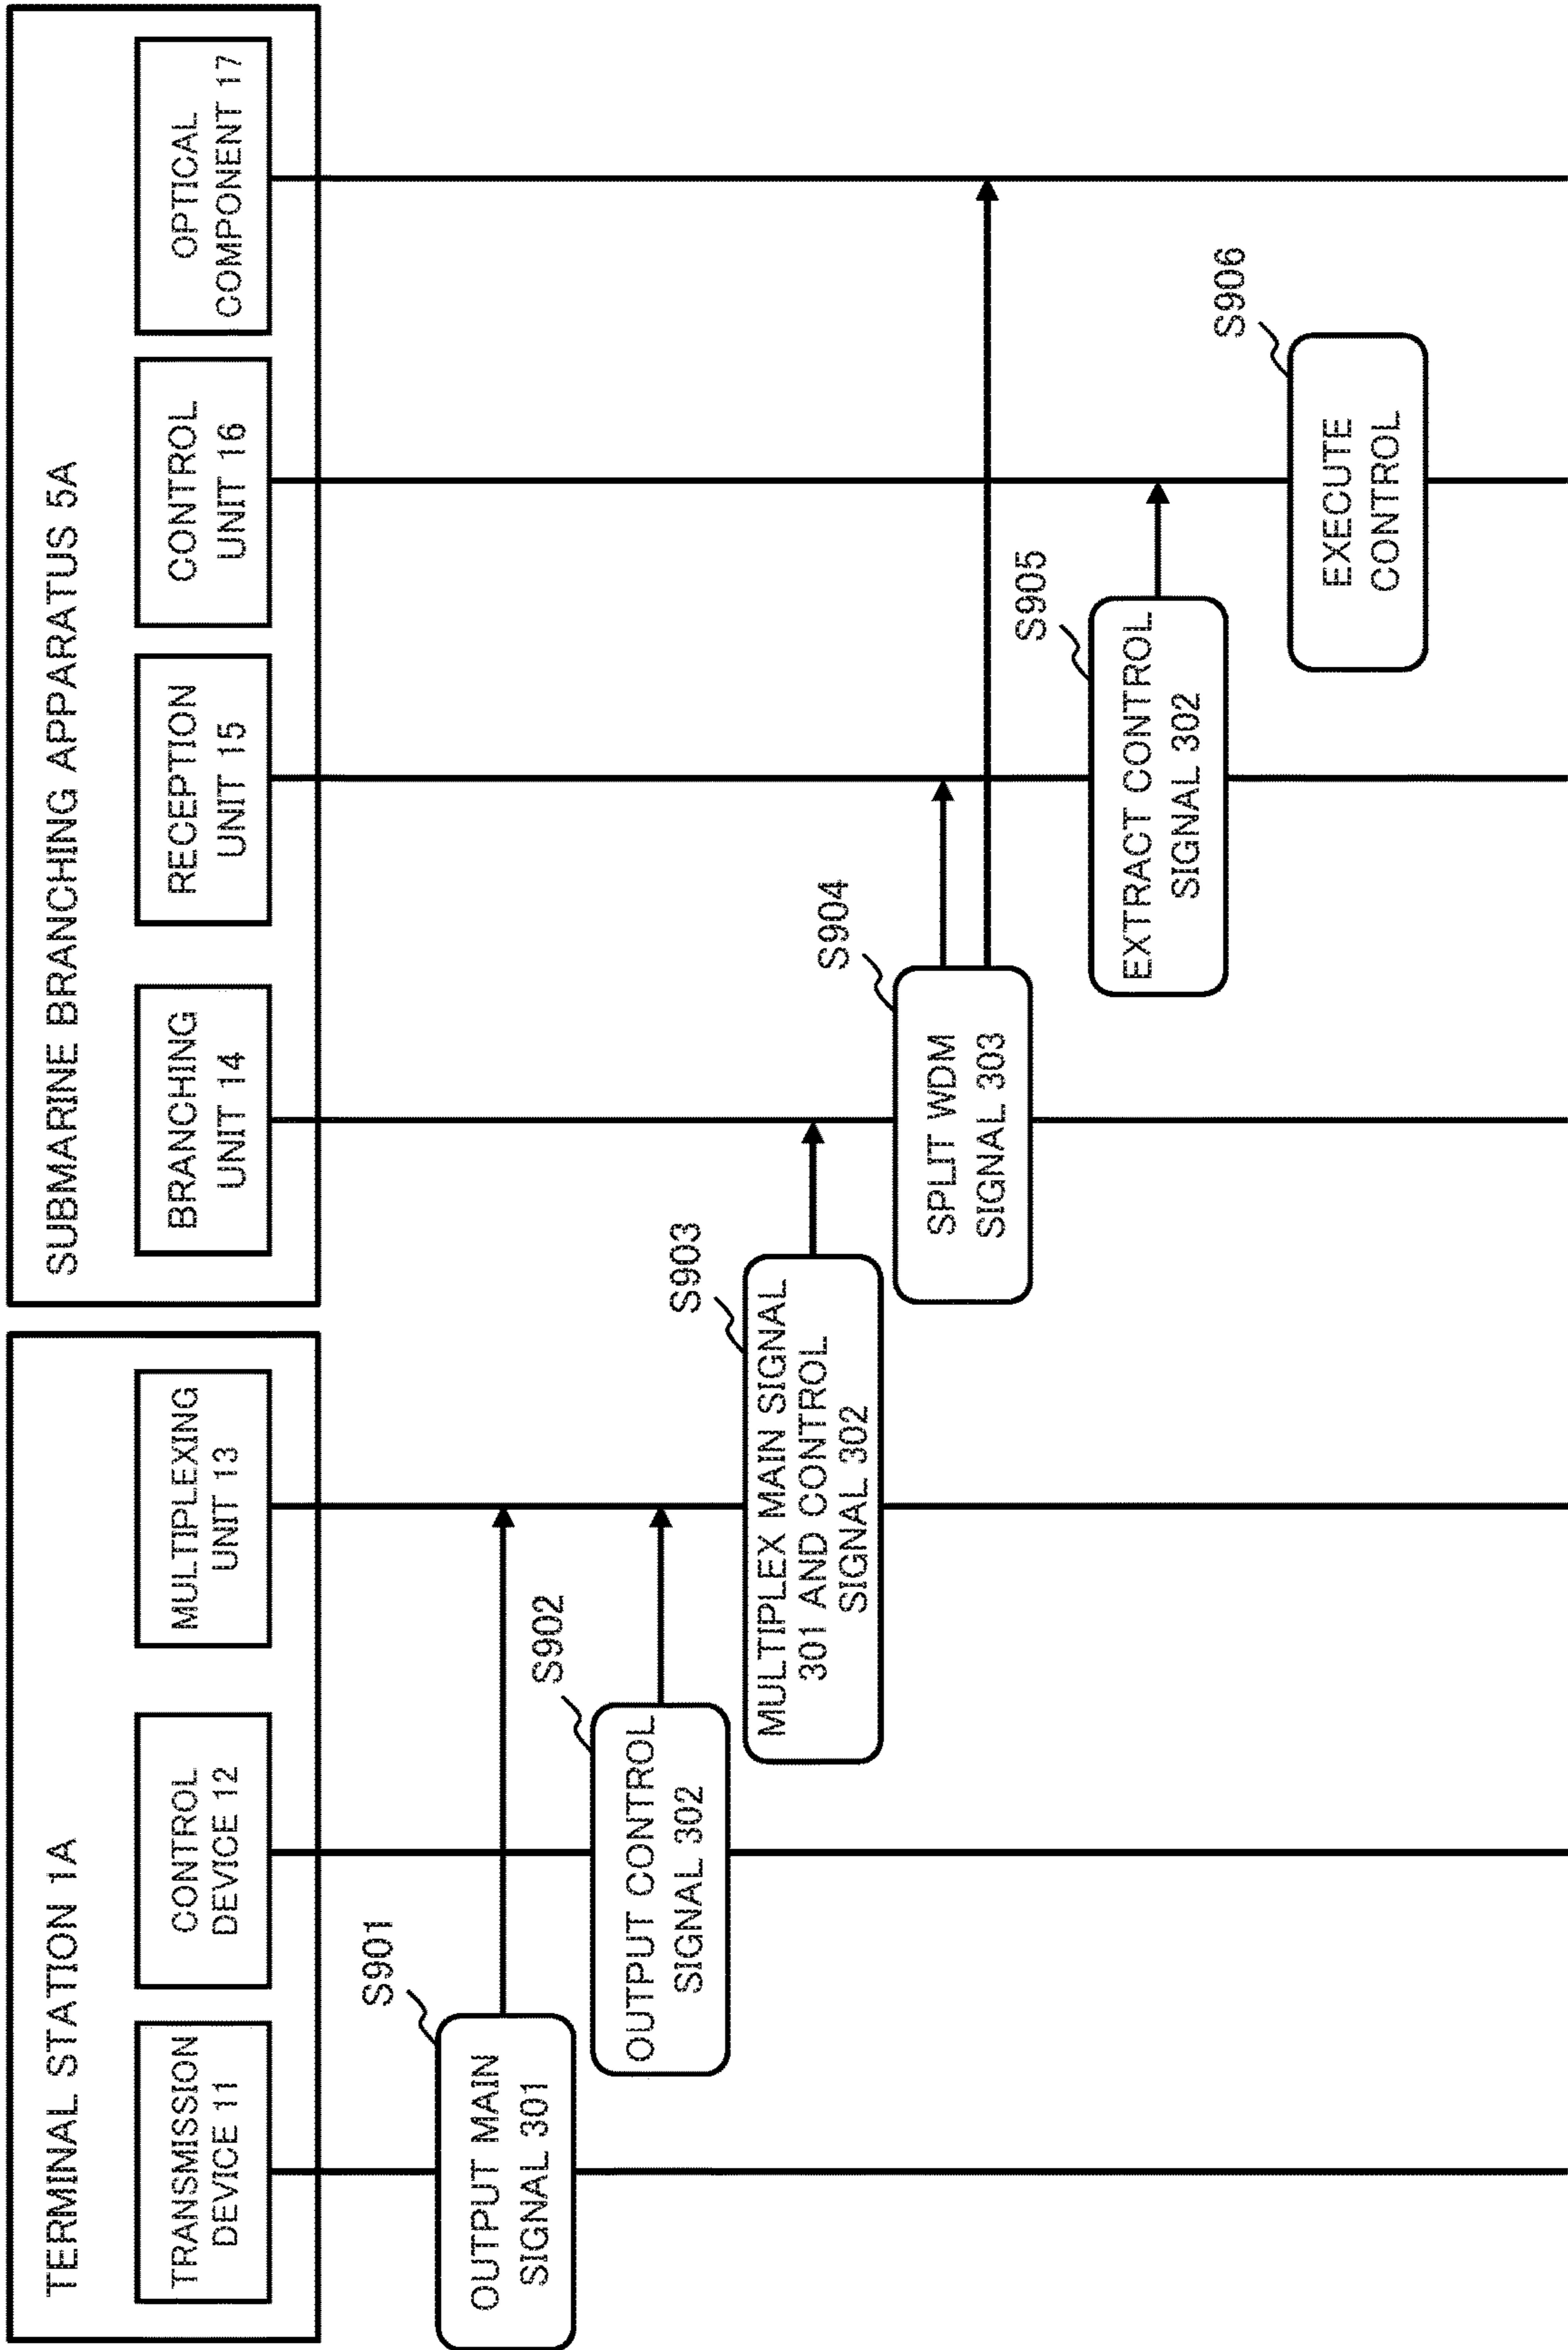 TERMINAL STATION 1A
TRANSMISSION
DEVICE 11
CONTROL
DEVICE 12
MULTIPLEXING
UNIT 13
SUBMARINE BRANCHING APPARATUS 5A
BRANCHING
UNIT 14
RECEPTION
UNIT 15
CONTROL
UNIT 16
OPTICAL
COMPONENT 17
S901
OUTPUT MAIN
SIGNAL 301
S902
OUTPUT CONTROL
SIGNAL 302
S903
MULTIPLEX MAIN SIGNAL
301 AND CONTROL
SIGNAL 302
S904
SPLIT WDM
SIGNAL 303
S905
EXTRACT CONTROL
SIGNAL 302
S906
EXECUTE
CONTROL